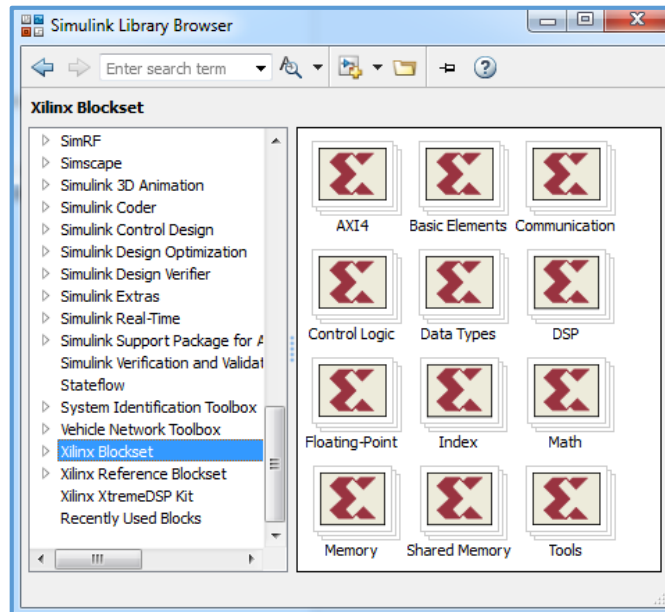 Simulink Library Browser
Enter search term
Xilinx Blockset
SimRF
Simscape
Simulink 3D Animation
Simulink Coder
Simulink Control Design
Simulink Design Optimization
Simulink Design Verifier
Simulink Extras
Simulink Real-Time
Simulink Support Package for A
Simulink Verification and Validat
Stateflow
System Identification Toolbox
Vehicle Network Toolbox
Xilinx Blockset
Xilinx Reference Blockset
Xilinx XtremeDSP Kit
Recently Used Blocks
AXI4 Basic Elements Communication
Control Logic Data Types DSP
Floating-Point Index Math
Memory Shared Memory Tools